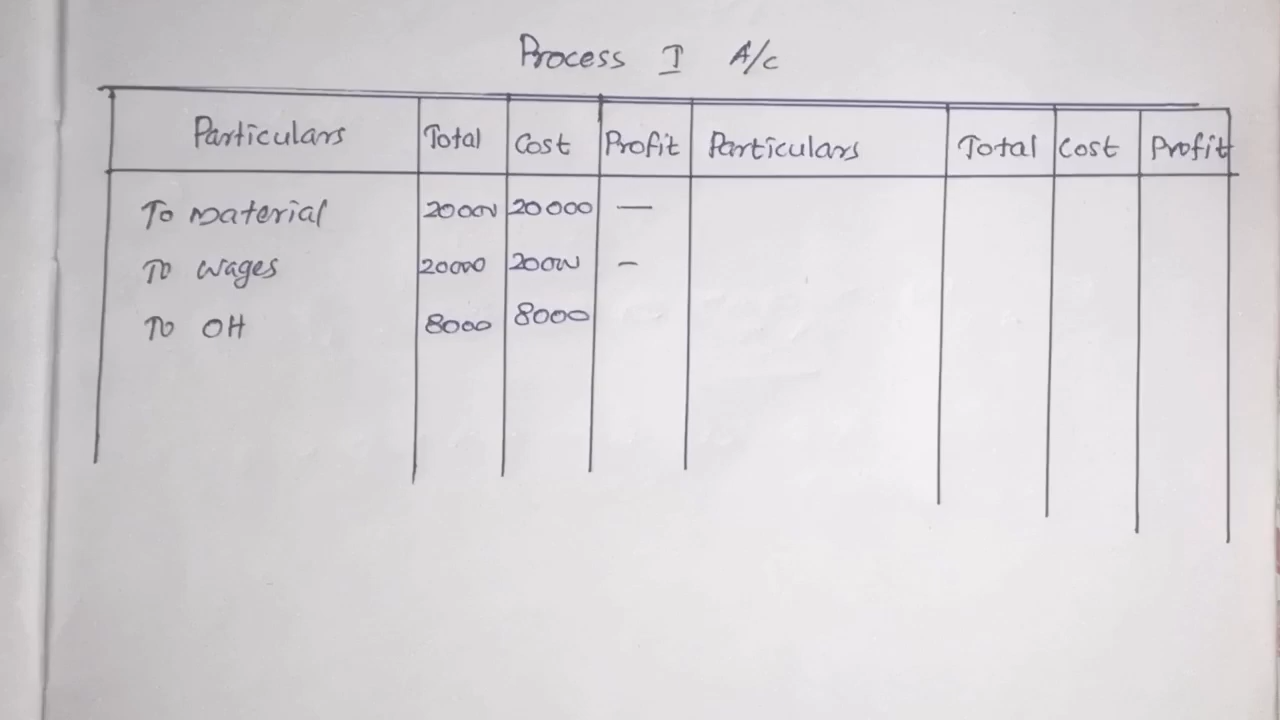 Process I A/c
Particulars Total Cost Profit Particulars Total Cost Profit
To Material 20000 20000 —
To Wages 20000 20000 –
To OH 8000 8000